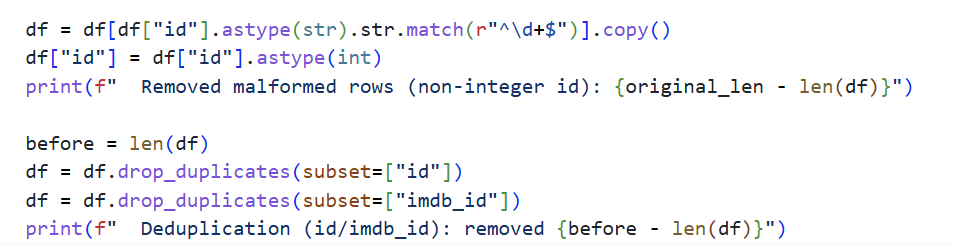 df = df[df["id"].astype(str).str.match(r"^\d+$")].copy()
df["id"] = df["id"].astype(int)
print(f"  Removed malformed rows (non-integer id): {original_len - len(df)}")

before = len(df)
df = df.drop_duplicates(subset=["id"])
df = df.drop_duplicates(subset=["imdb_id"])
print(f"  Deduplication (id/imdb_id): removed {before - len(df)}")